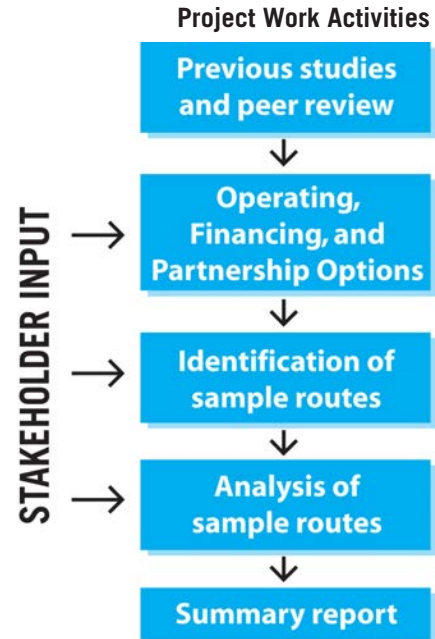 Project Work Activities
Previous studies
and peer review
STAKEHOLDER INPUT
Operating,
Financing, and
Partnership Options
Identification of
sample routes
Analysis of
sample routes
Summary report